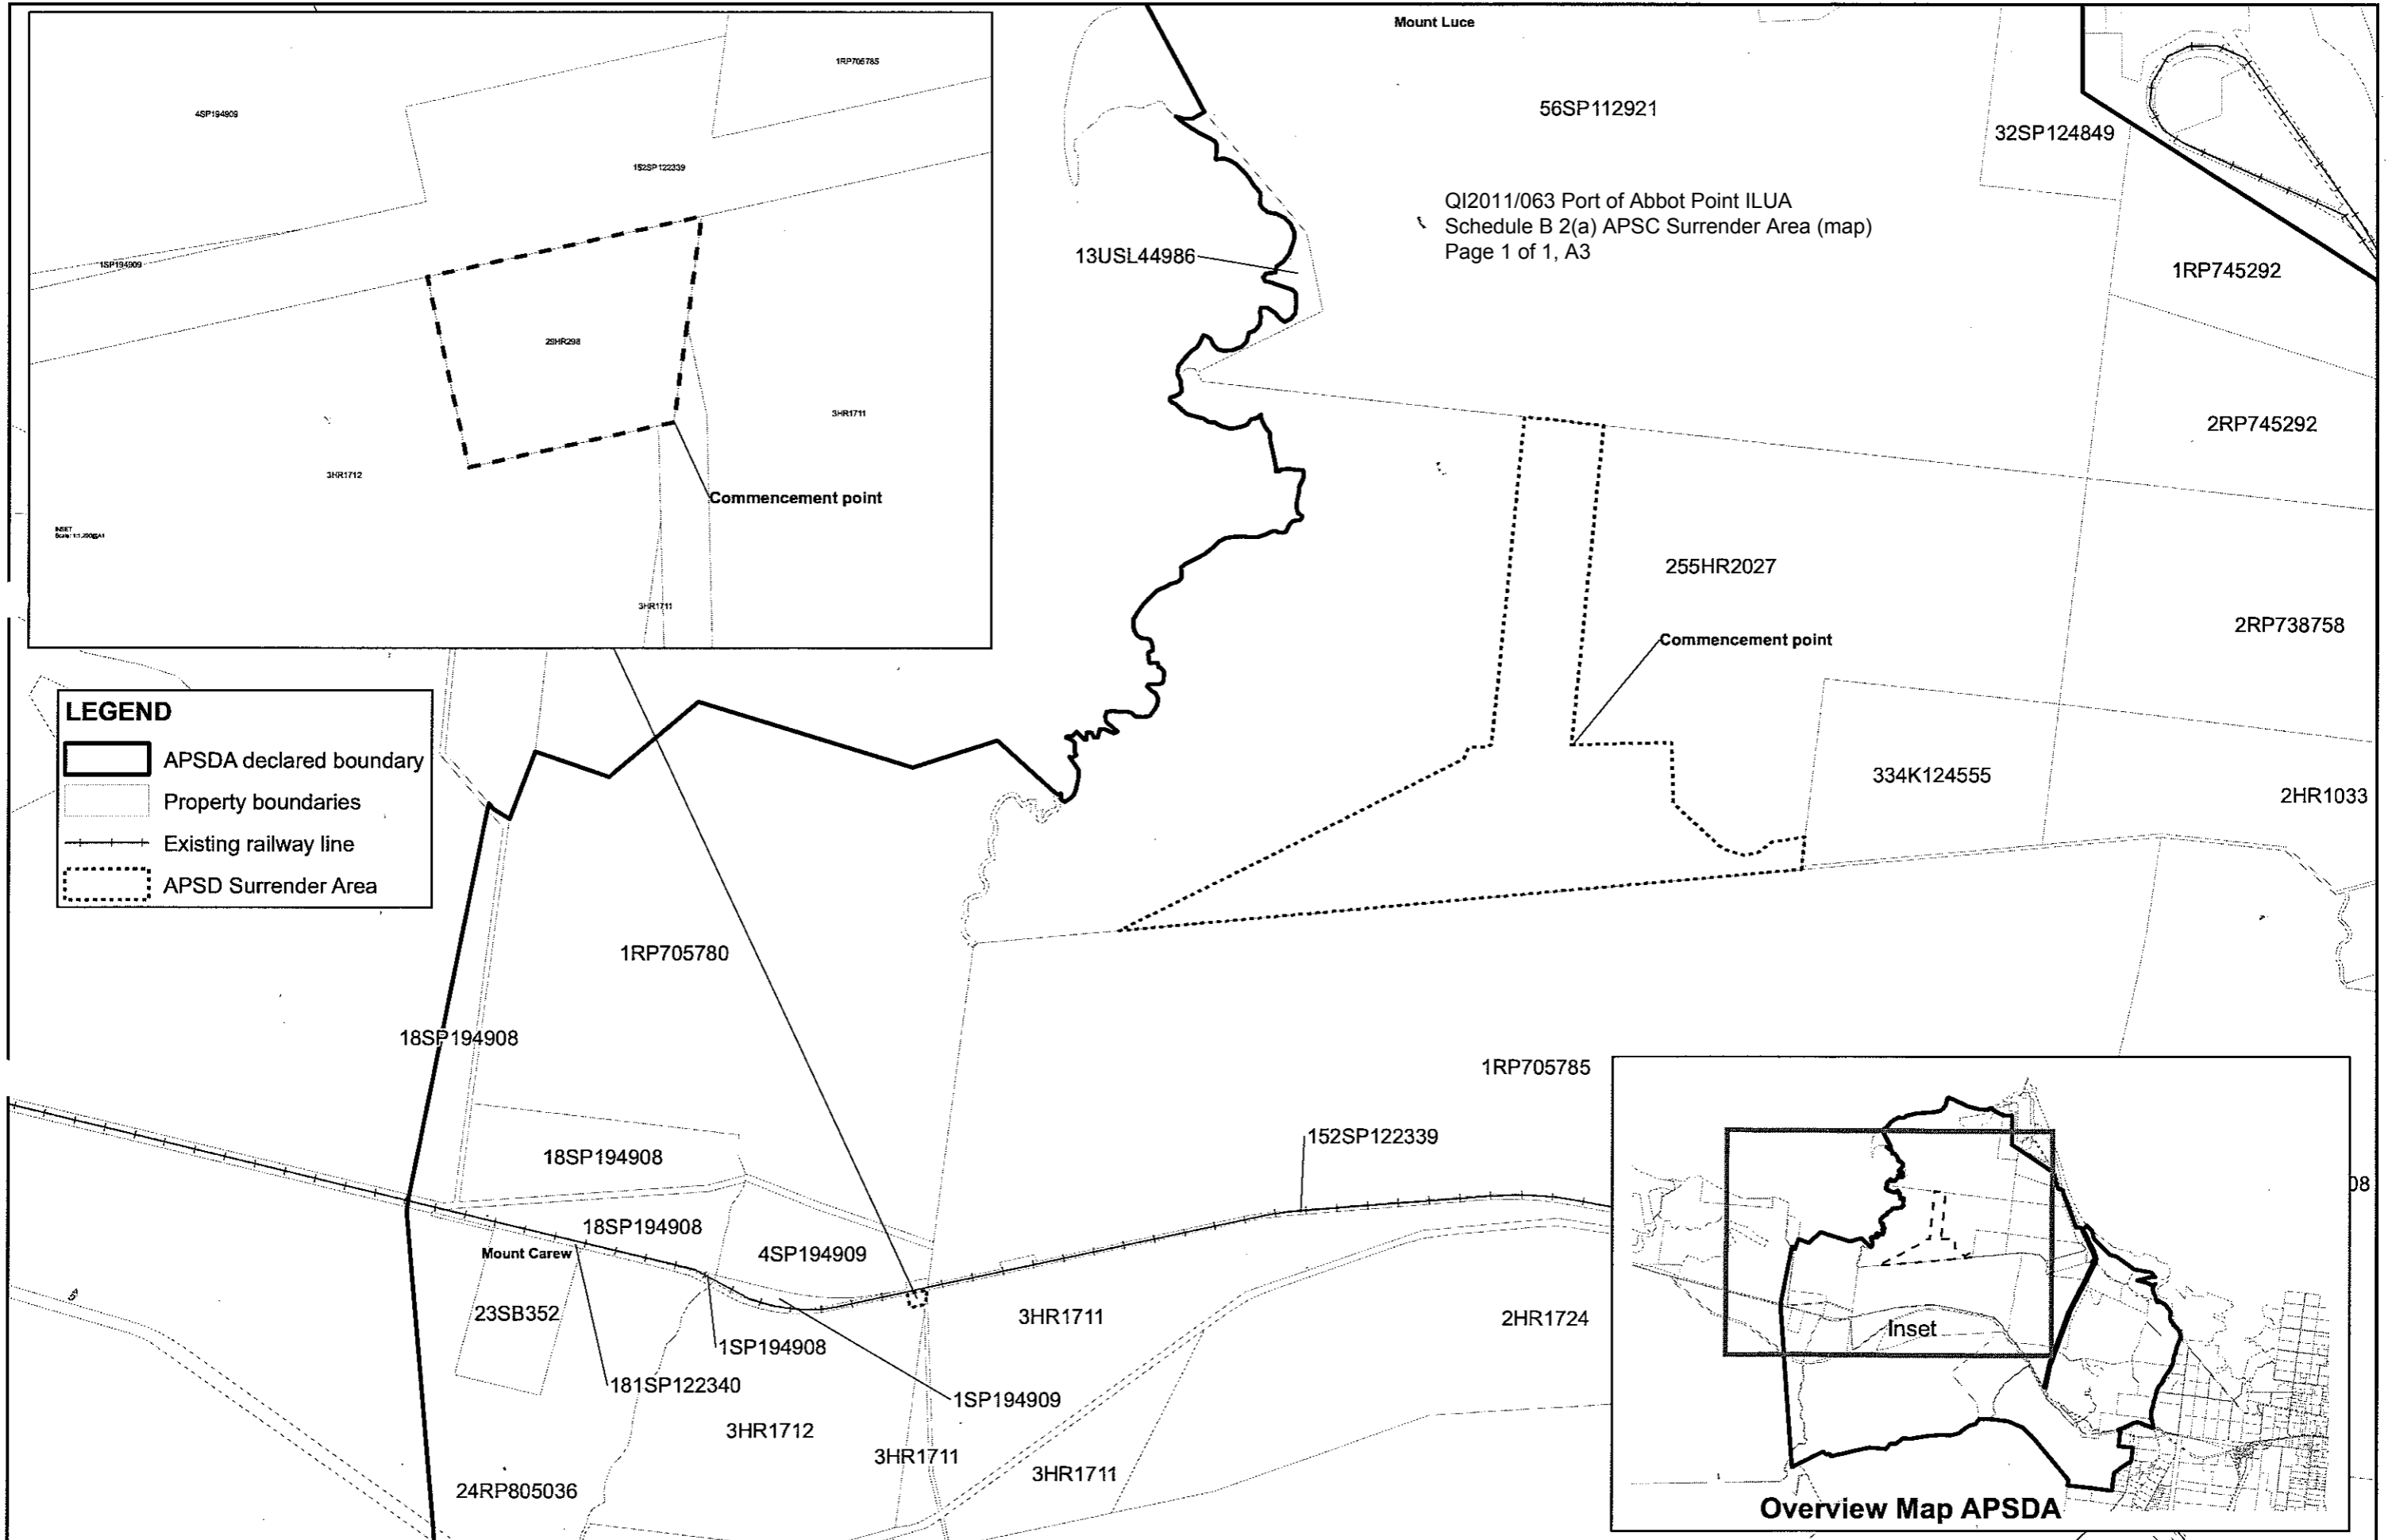 Mount Luce
1RP705785
4SP194909
56SP112921
32SP124849
152SP122339
QI2011/063 Port of Abbot Point ILUA
Schedule B 2(a) APSC Surrender Area (map)
Page 1 of 1, A3
13USL44986
1SP194909
1RP745292
29HR298
3HR1711
2RP745292
3HR1712
Commencement point
INSET
3HR1711
255HR2027
2RP738758
Commencement point
LEGEND
APSDA declared boundary
Property boundaries
Existing railway line
APSD Surrender Area
334K124555
2HR1033
1RP705780
18SP194908
1RP705785
152SP122339
18SP194908
08
18SP194908
Mount Carew
4SP194909
23SB352
3HR1711
2HR1724
Inset
1SP194908
181SP122340
1SP194909
3HR1712
3HR1711
3HR1711
24RP805036
Overview Map APSDA